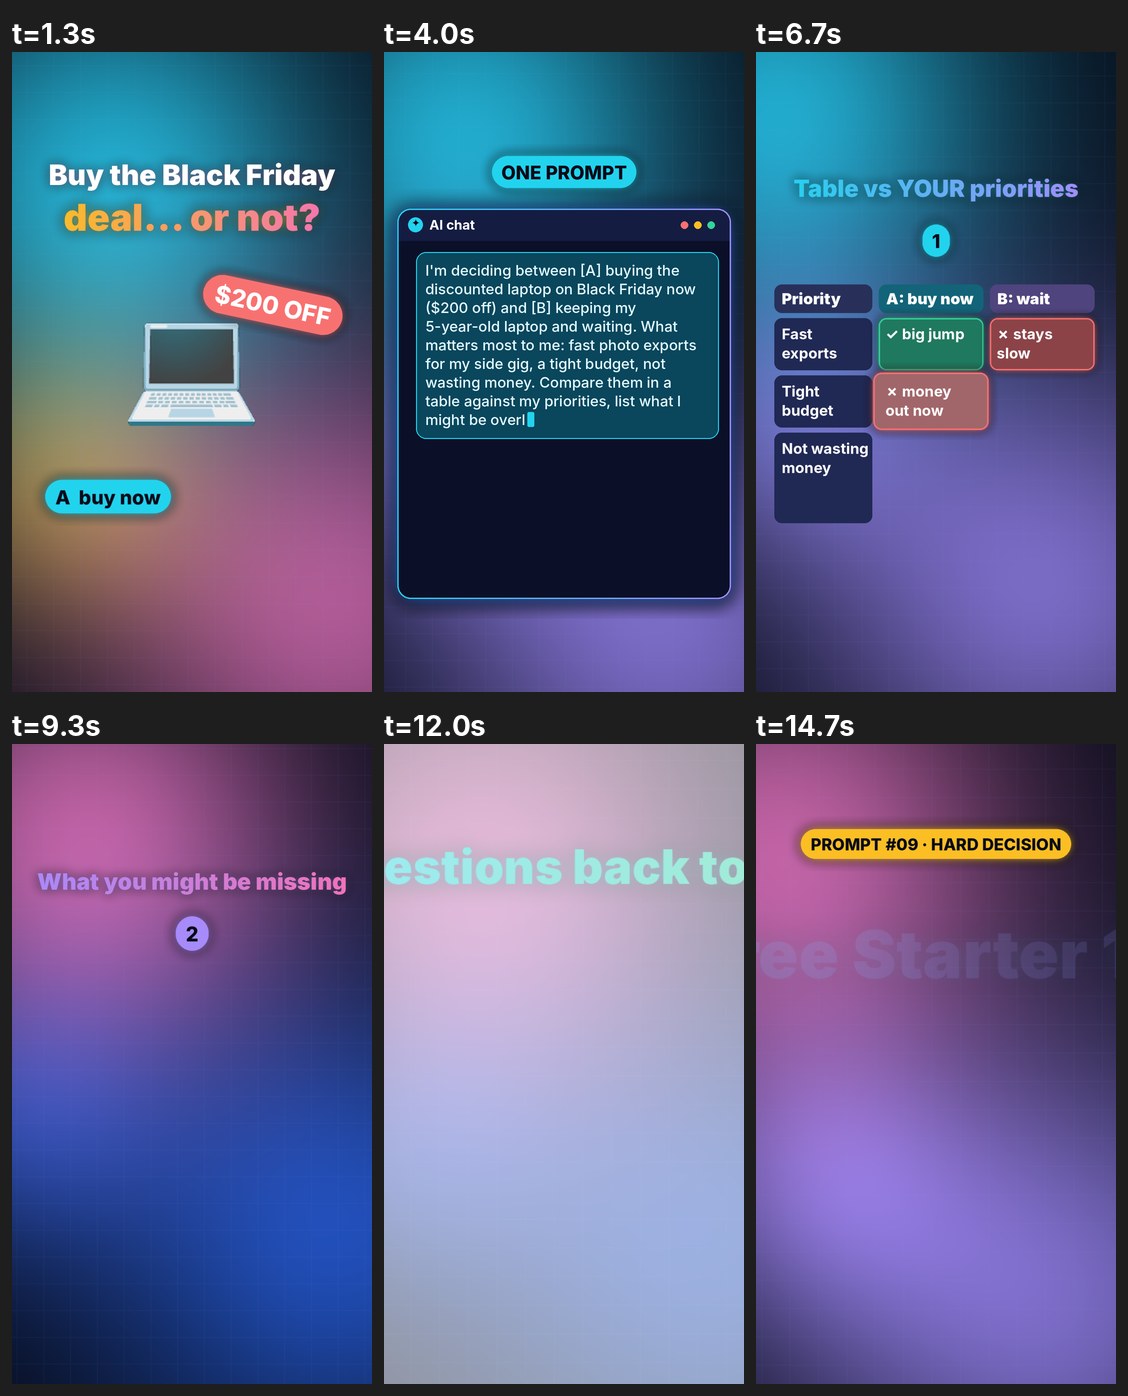 t=1.3s
Buy the Black Friday
deal... or not?
$200 OFF
A buy now
t=4.0s
ONE PROMPT
AI chat
I'm deciding between [A] buying the
discounted laptop on Black Friday now
($200 off) and [B] keeping my
5-year-old laptop and waiting. What
matters most to me: fast photo exports
for my side gig, a tight budget, not
wasting money. Compare them in a
table against my priorities, list what I
might be overl
t=6.7s
Table vs YOUR priorities
1
Priority A: buy now B: wait
Fast exports ✓ big jump × stays slow
Tight budget × money out now
Not wasting money
t=9.3s
What you might be missing
2
t=12.0s
estions back to
t=14.7s
PROMPT #09 · HARD DECISION
ee Starter